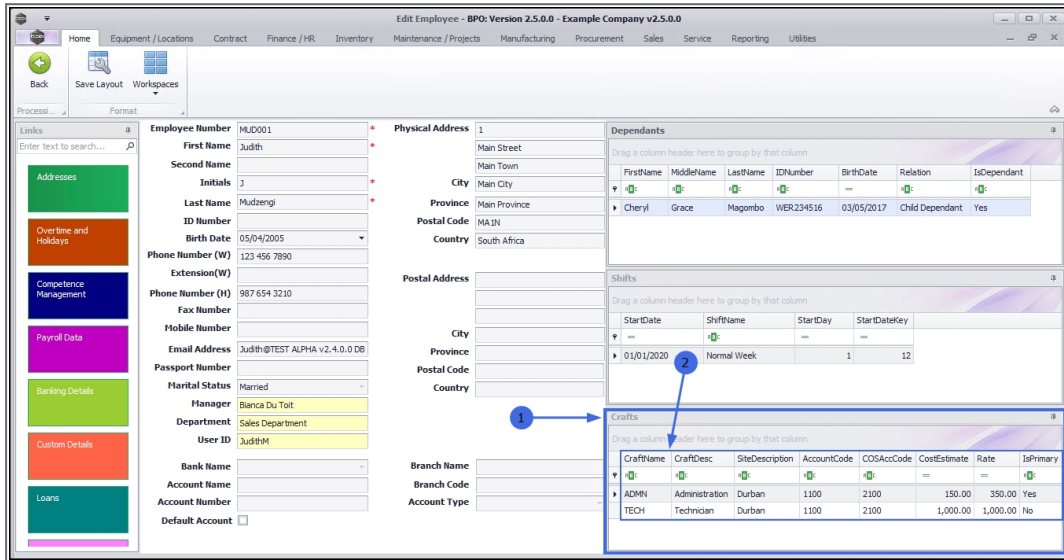 Edit Employee - BPO: Version 2.5.0.0 - Example Company v2.5.0.0
Home Equipment / Locations Contract Finance / HR Inventory Maintenance / Projects Manufacturing Procurement Sales Service Reporting Utilities
Back Save Layout Workspaces
Processi... Format
Links
Enter text to search...
Addresses
Overtime and
Holidays
Competence
Management
Payroll Data
Banking Details
Custom Details
Loans
Employee Number MUD001 *
First Name Judith *
Second Name
Initials J *
Last Name Mudzengi *
ID Number
Birth Date 05/04/2005
Phone Number (W) 123 456 7890
Extension(W)
Phone Number (H) 987 654 3210
Fax Number
Mobile Number
Email Address Judith@TEST ALPHA v2.4.0.0 DB
Passport Number
Marital Status Married
Manager Bianca Du Toit
Department Sales Department
User ID JudithM
Bank Name
Account Name
Account Number
Default Account
Physical Address 1
Main Street
Main Town
City Main City
Province Main Province
Postal Code MA1N
Country South Africa
Postal Address
City
Province
Postal Code
Country
Branch Name
Branch Code
Account Type
Dependants
Drag a column header here to group by that column
FirstName MiddleName LastName IDNumber BirthDate Relation IsDependant
Cheryl Grace Magombo WER234516 03/05/2017 Child Dependant Yes
Shifts
Drag a column header here to group by that column
StartDate ShiftName StartDay StartDateKey
01/01/2020 Normal Week 1 12
2
1
Crafts
Drag a column header here to group by that column
CraftName CraftDesc SiteDescription AccountCode COSAccCode CostEstimate Rate IsPrimary
ADMN Administration Durban 1100 2100 150.00 350.00 Yes
TECH Technician Durban 1100 2100 1,000.00 1,000.00 No